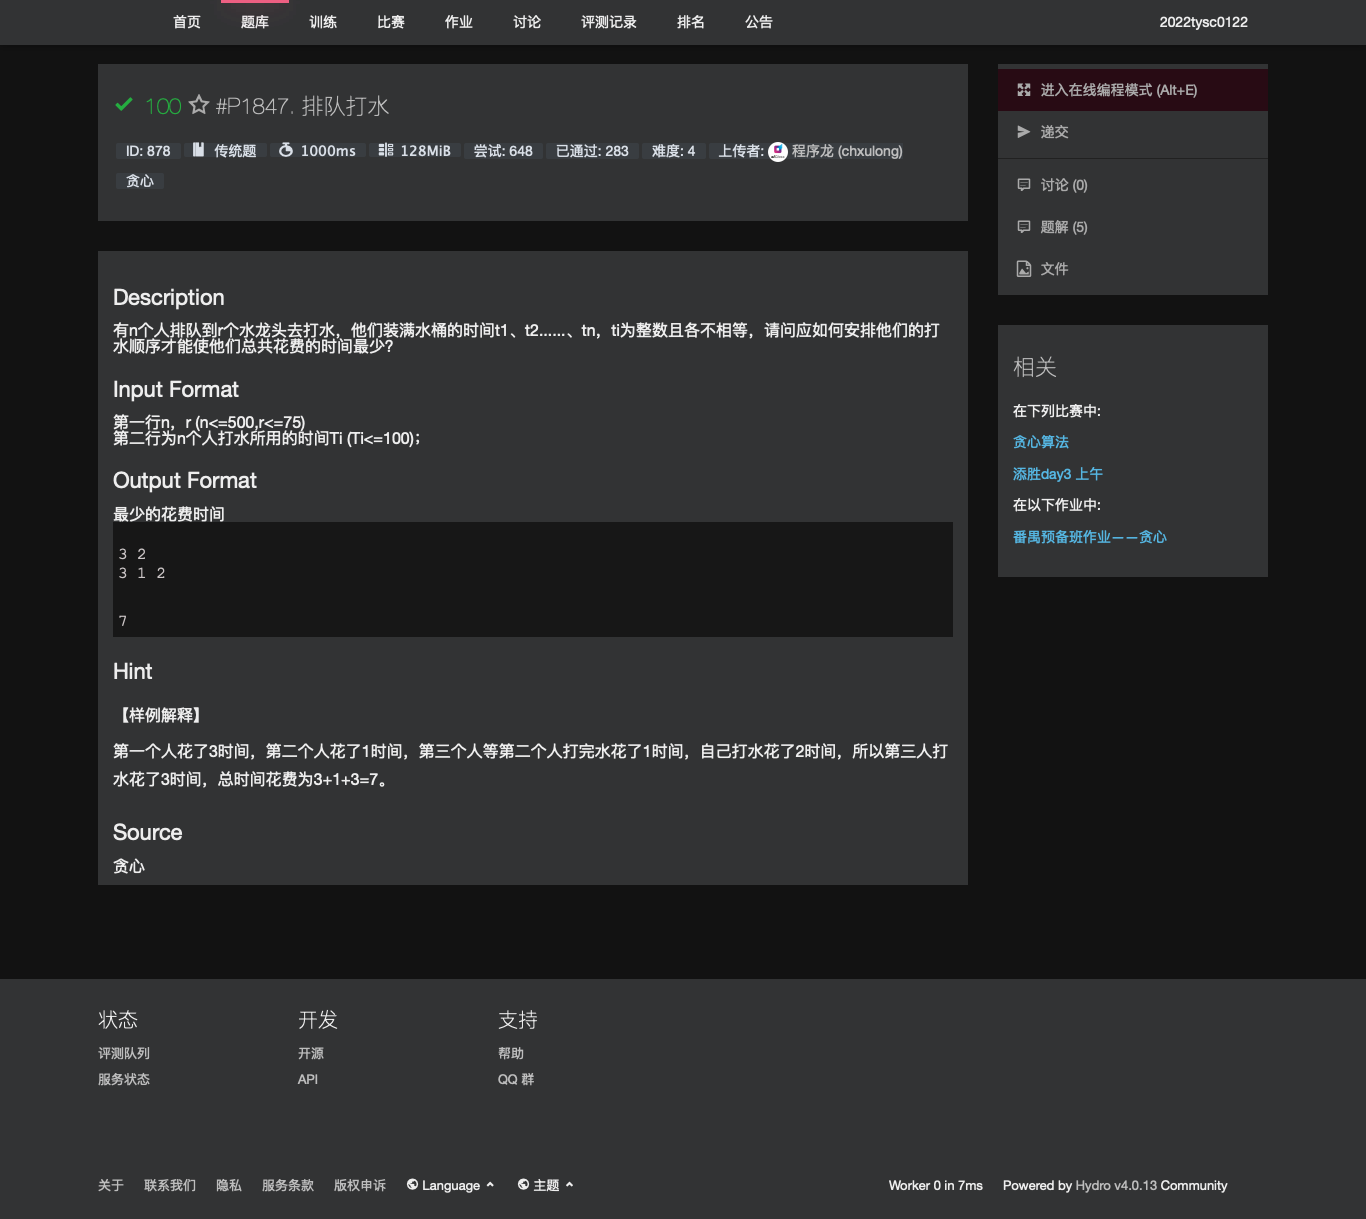 首页 题库 训练 比赛 作业 讨论 评测记录 排名 公告 2022tysc0122
100 #P1847. 排队打水
ID: 878 传统题 1000ms 128MiB 尝试: 648 已通过: 283 难度: 4 上传者: 程序龙 (chxulong)
贪心
Description
有n个人排队到r个水龙头去打水，他们装满水桶的时间t1、t2......、tn，ti为整数且各不相等，请问应如何安排他们的打
水顺序才能使他们总共花费的时间最少?
Input Format
第一行n，r (n<=500,r<=75)
第二行为n个人打水所用的时间Ti (Ti<=100)；
Output Format
最少的花费时间
3 2
3 1 2
7
Hint
【样例解释】
第一个人花了3时间，第二个人花了1时间，第三个人等第二个人打完水花了1时间，自己打水花了2时间，所以第三人打
水花了3时间，总时间花费为3+1+3=7。
Source
贪心
进入在线编程模式 (Alt+E)
递交
讨论 (0)
题解 (5)
文件
相关
在下列比赛中:
贪心算法
添胜day3 上午
在以下作业中:
番禺预备班作业——贪心
状态 开发 支持
评测队列 开源 帮助
服务状态 API QQ 群
关于 联系我们 隐私 服务条款 版权申诉 Language 主题 Worker 0 in 7ms Powered by Hydro v4.0.13 Community